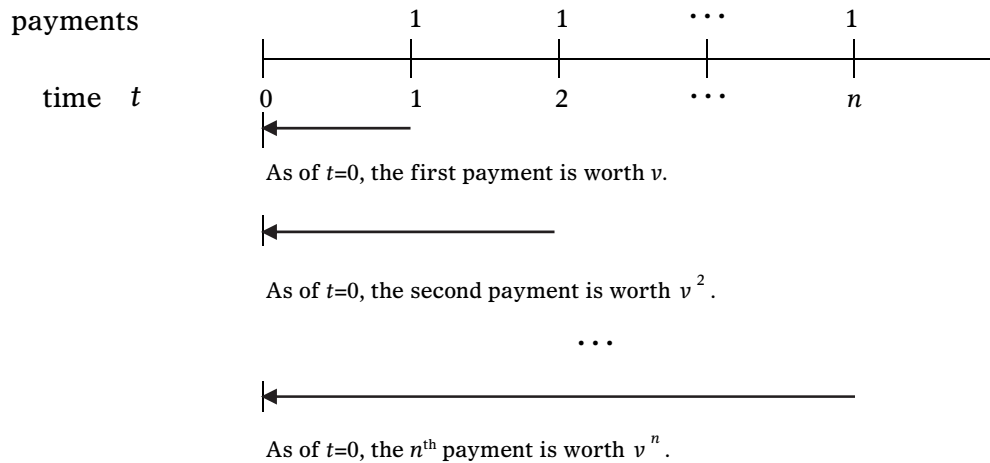 payments 1 1 ··· 1
time t 0 1 2 ··· n
As of t=0, the first payment is worth v.
As of t=0, the second payment is worth v².
···
As of t=0, the nᵗʰ payment is worth vⁿ.